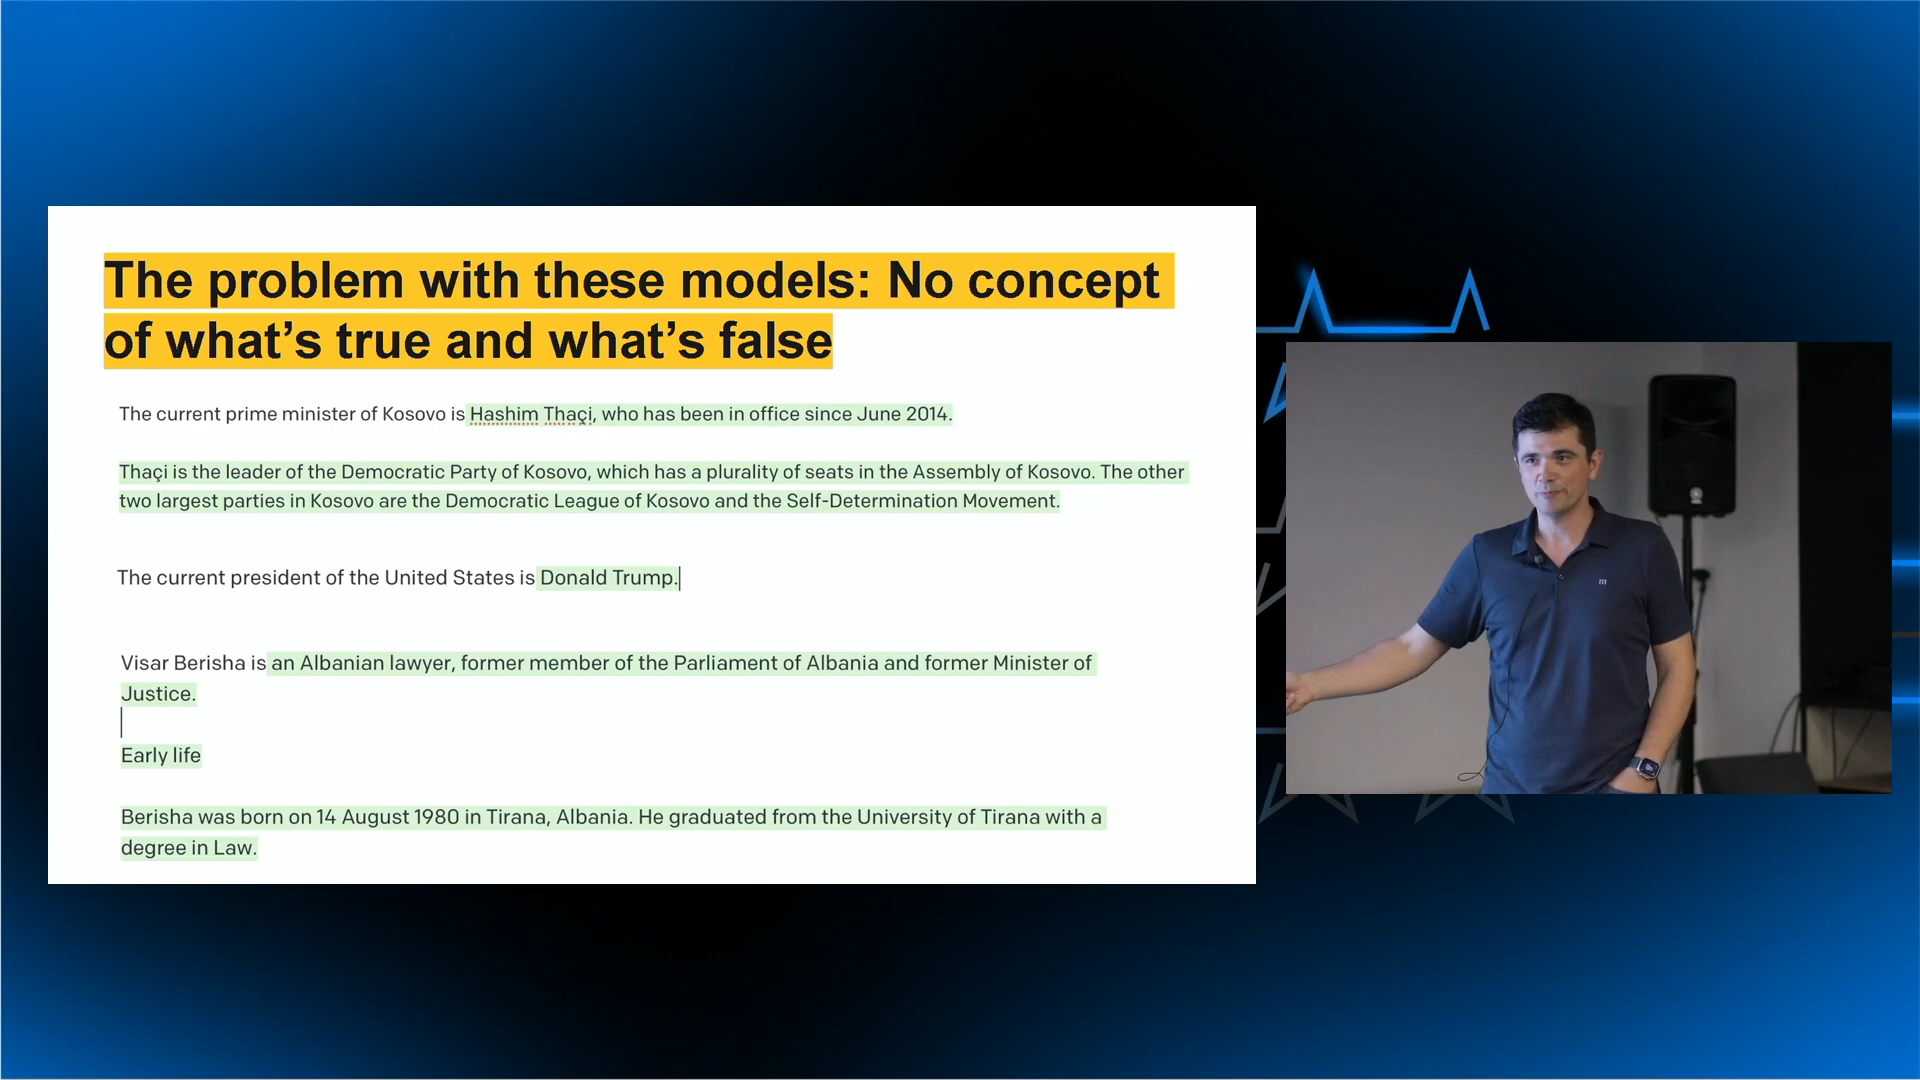 The problem with these models: No concept
of what’s true and what’s false
The current prime minister of Kosovo is Hashim Thaçi, who has been in office since June 2014.
Thaçi is the leader of the Democratic Party of Kosovo, which has a plurality of seats in the Assembly of Kosovo. The other
two largest parties in Kosovo are the Democratic League of Kosovo and the Self-Determination Movement.
The current president of the United States is Donald Trump.
Visar Berisha is an Albanian lawyer, former member of the Parliament of Albania and former Minister of
Justice.
Early life
Berisha was born on 14 August 1980 in Tirana, Albania. He graduated from the University of Tirana with a
degree in Law.